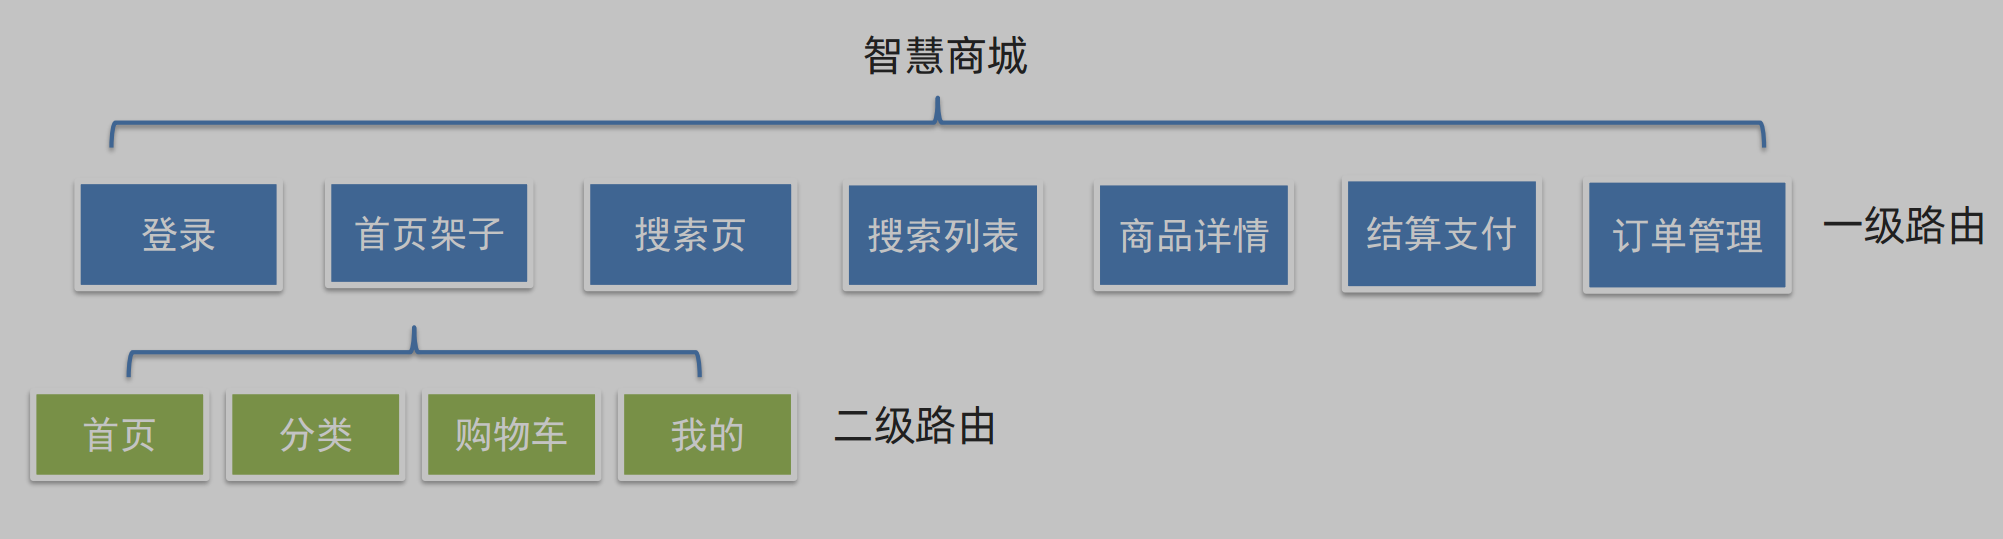 智慧商城
登录
首页架子
搜索页
搜索列表
商品详情
结算支付
订单管理
一级路由
首页
分类
购物车
我的
二级路由